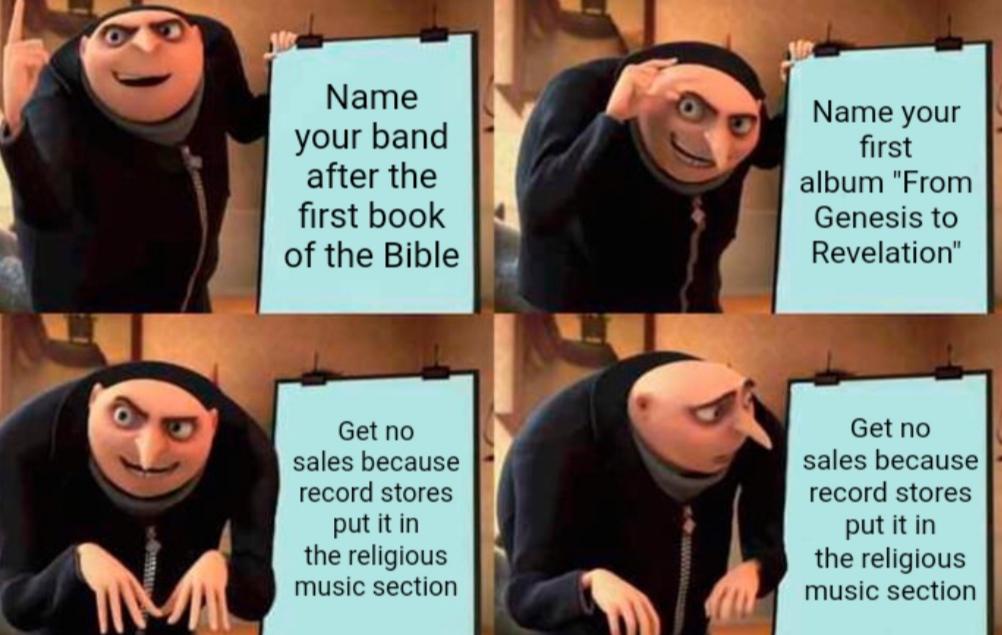 Name
your band
after the
first book
of the Bible
Name your
first
album "From
Genesis to
Revelation"
Get no
sales because
record stores
put it in
the religious
music section
Get no
sales because
record stores
put it in
the religious
music section